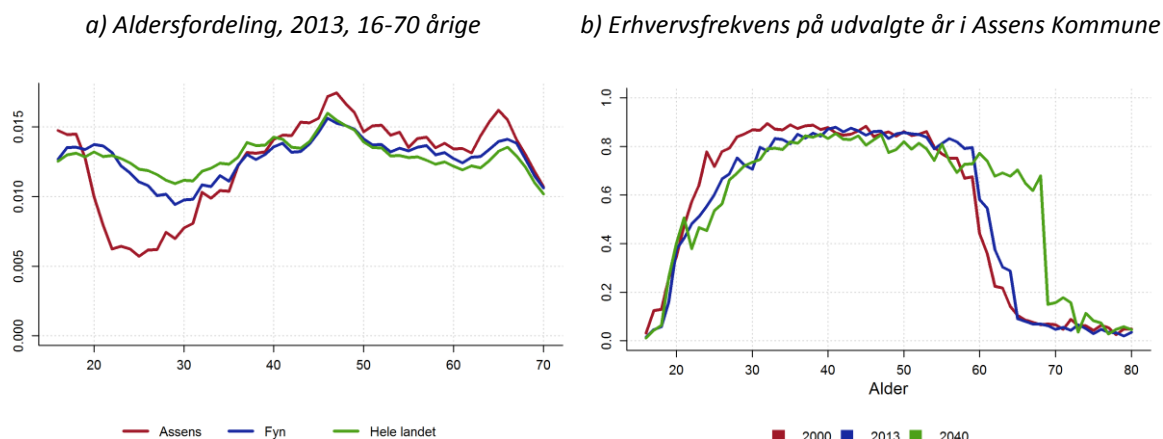 a) Aldersfordeling, 2013, 16-70 årige
b) Erhvervsfrekvens på udvalgte år i Assens Kommune
0.015
0.010
0.005
0.000
20 30 40 50 60 70
Assens Fyn Hele landet
1.0
0.8
0.6
0.4
0.2
0.0
20 30 40 50 60 70 80
Alder
2000 2013 2040